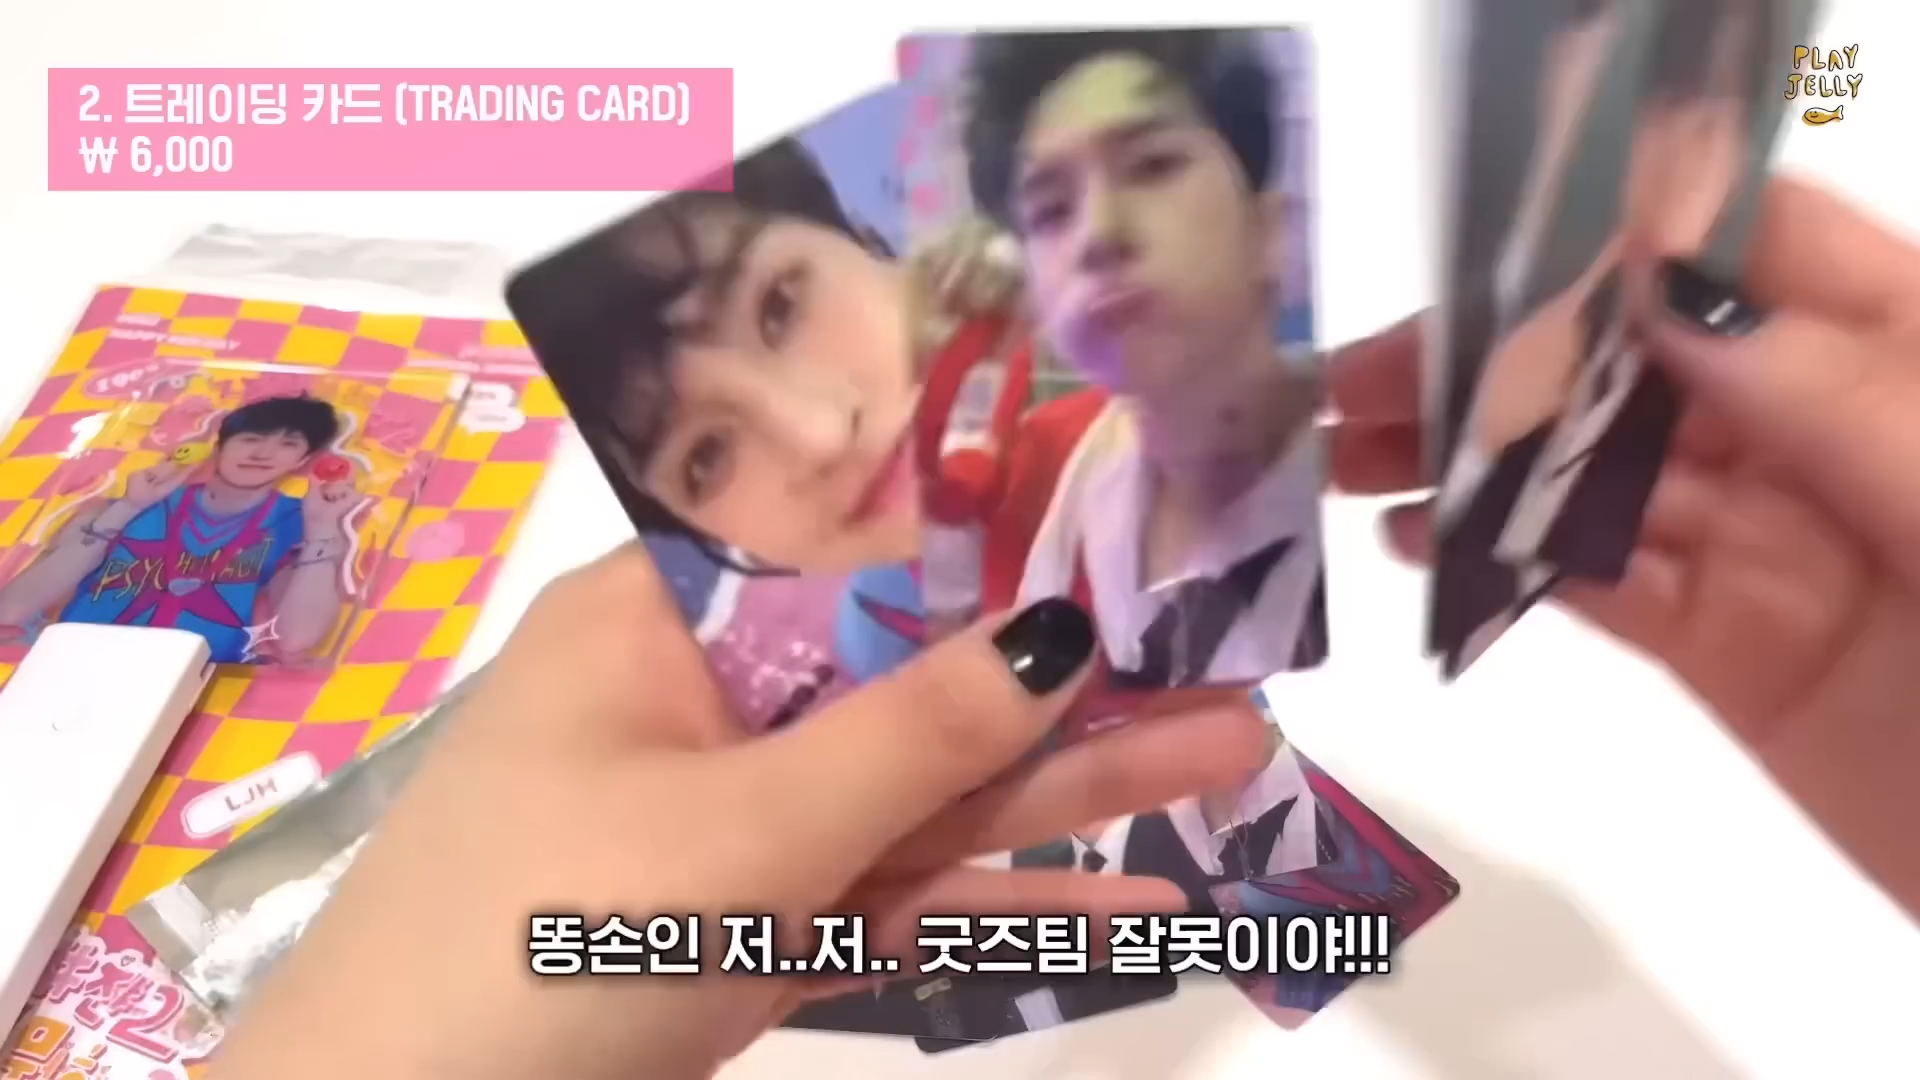 2. 트레이딩 카드 (TRADING CARD)
₩ 6,000
PLAY
JELLY
LJH
똥손인 저..저.. 굿즈팀 잘못이야!!!